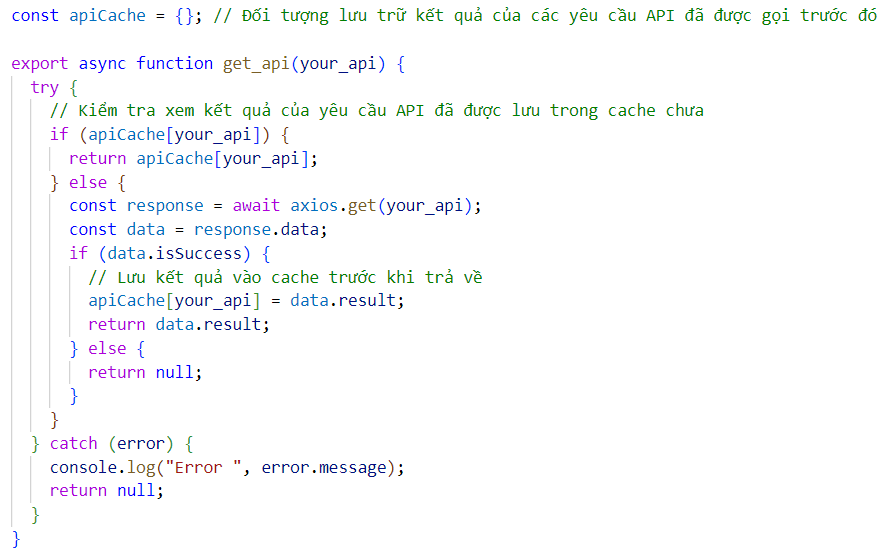 const apiCache = {}; // Đối tượng lưu trữ kết quả của các yêu cầu API đã được gọi trước đó

export async function get_api(your_api) {
  try {
    // Kiểm tra xem kết quả của yêu cầu API đã được lưu trong cache chưa
    if (apiCache[your_api]) {
      return apiCache[your_api];
    } else {
      const response = await axios.get(your_api);
      const data = response.data;
      if (data.isSuccess) {
        // Lưu kết quả vào cache trước khi trả về
        apiCache[your_api] = data.result;
        return data.result;
      } else {
        return null;
      }
    }
  } catch (error) {
    console.log("Error ", error.message);
    return null;
  }
}